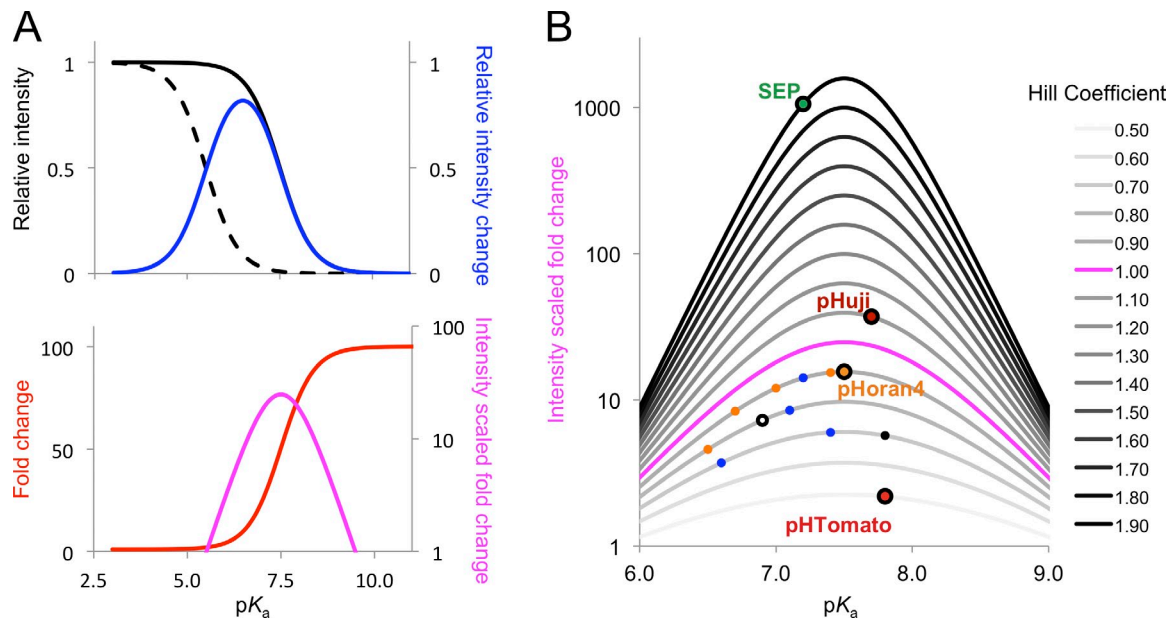 A
Relative intensity
1
0.5
0
1
0.5
0
Relative intensity change
Fold change
100
50
0
100
10
1
Intensity scaled fold change
2.5
5.0
7.5
10.0
pKa
B
Intensity scaled fold change
1000
100
10
1
SEP
pHuji
pHoran4
pHTomato
6.0
7.0
8.0
9.0
pKa
Hill Coefficient
0.50
0.60
0.70
0.80
0.90
1.00
1.10
1.20
1.30
1.40
1.50
1.60
1.70
1.80
1.90